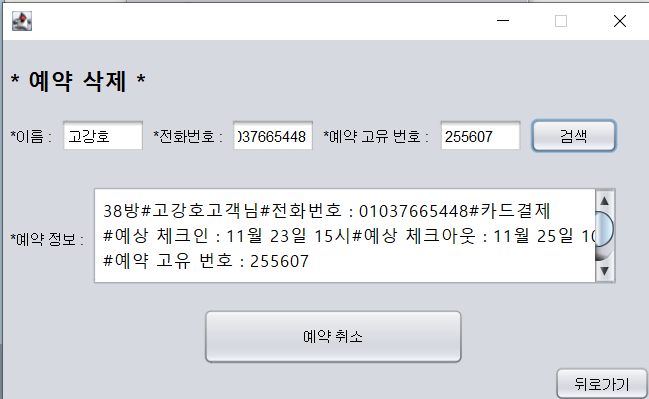 * 예약 삭제 *
*이름 : 고강호 *전화번호 : 01037665448 *예약 고유 번호 : 255607 검색
*예약 정보 :
38방#고강호고객님#전화번호 : 01037665448#카드결제
#예상 체크인 : 11월 23일 15시#예상 체크아웃 : 11월 25일 10
#예약 고유 번호 : 255607
예약 취소
뒤로가기